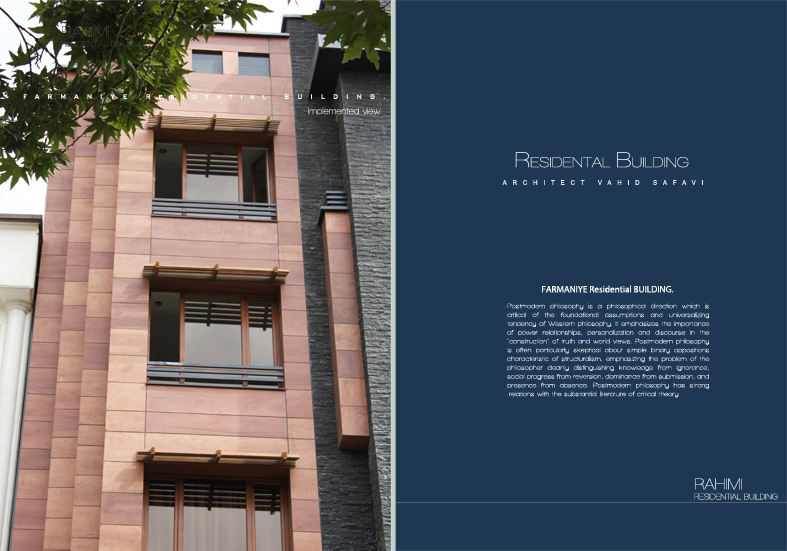 RAHIMI
RESIDENTIAL BUILDING
FARMANIYE RESIDENTIAL BUILDING.
Implemented view
RESIDENTAL BUILDING
ARCHITECT VAHID SAFAVI
FARMANIYE Residential BUILDING.
Postmodern philosophy is a philosophical direction which is
critical of the foundational assumptions and universalizing
tendency of Western philosophy. It emphasizes the importance
of power relationships, personalization and discourse in the
"construction" of truth and world views. Postmodern philosophy
is often particularly skeptical about simple binary oppositions
characteristic of structuralism, emphasizing the problem of the
philosopher cleanly distinguishing knowledge from ignorance,
social progress from reversion, dominance from submission, and
presence from absence. Postmodern philosophy has strong
.relations with the substantial literature of critical theory
RAHIMI
RESIDENTIAL BUILDING